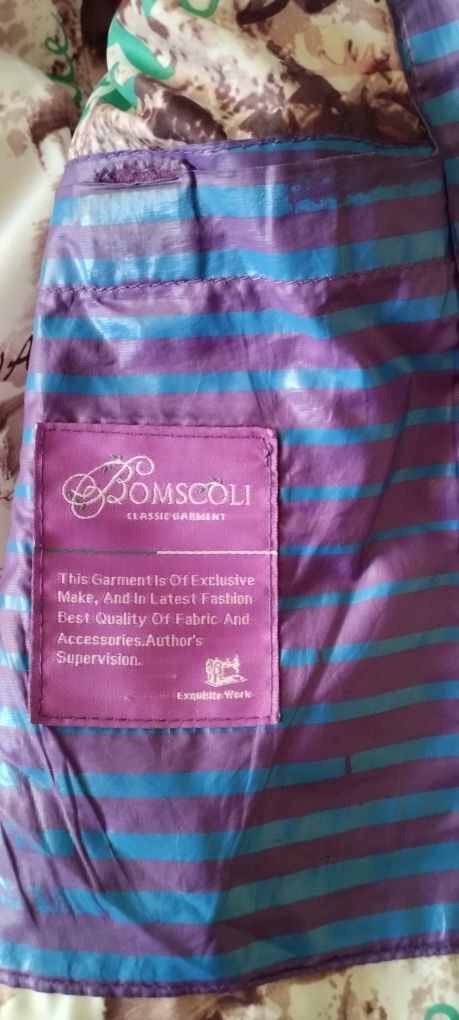 BOMSCOLI
CLASSIC GARMENT
This Garment Is Of Exclusive
Make, And In Latest Fashion
Best Quality Of Fabric And
Accessories.Author's
Supervision.
Exquisite Work